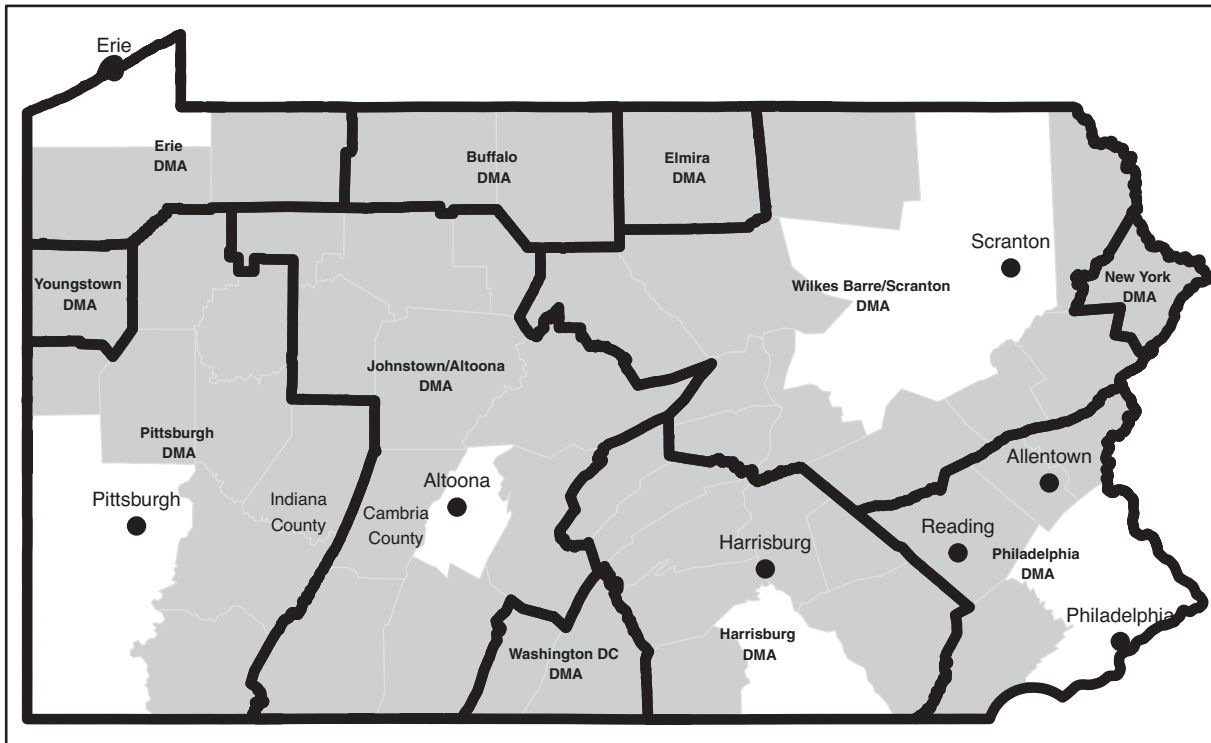 Erie
Erie
DMA
Buffalo
DMA
Elmira
DMA
Scranton
Youngstown
DMA
Wilkes Barre/Scranton
DMA
New York
DMA
Johnstown/Altoona
DMA
Pittsburgh
DMA
Allentown
Pittsburgh
Indiana
County
Altoona
Cambria
County
Reading
Harrisburg
Philadelphia
DMA
Philadelphia
Harrisburg
DMA
Washington DC
DMA